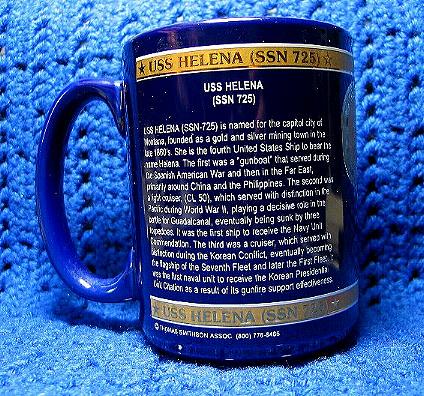 ★ USS HELENA (SSN 725) ☆
USS HELENA
(SSN 725)
USS HELENA (SSN-725) is named for the capitol city of
Montana, founded as a gold and silver mining town in the
late 1860's. She is the fourth United States Ship to bear the
name Helena. The first was a "gunboat" that served during
the Spanish American War and then in the Far East,
primarily around China and the Philippines. The second was
a light cruiser, (CL 50), which served with distinction in the
Pacific during World War II, playing a decisive role in the
battle for Guadalcanal, eventually being sunk by three
torpedoes. It was the first ship to receive the Navy Unit
Commendation. The third was a cruiser, which served with
distinction during the Korean Conflict, eventually becoming
the flagship of the Seventh Fleet and later the First Fleet. It
was the first naval unit to receive the Korean Presidential
Unit Citation as a result of its gunfire support effectiveness.
★ USS HELENA (SSN 725) ☆
© THOMAS SMITHSON ASSOC. (800)